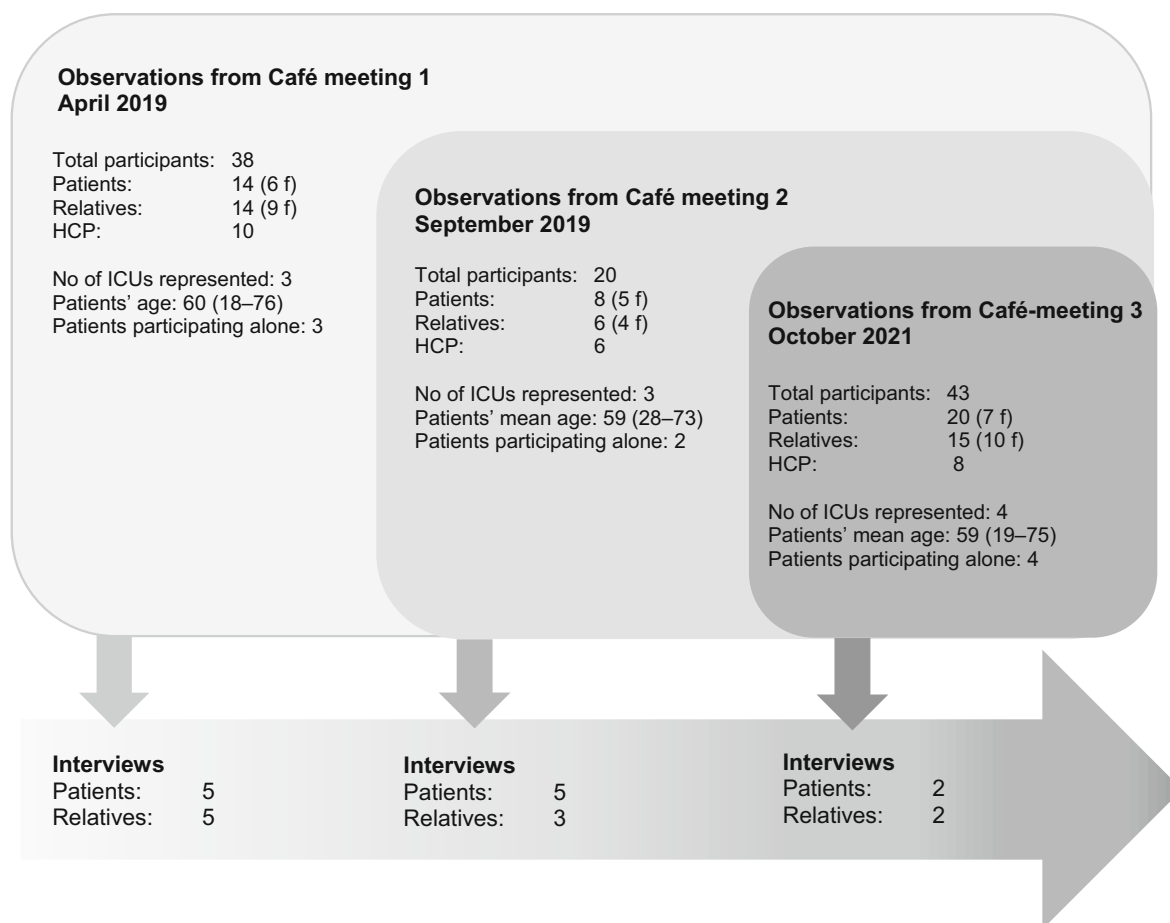 Observations from Café meeting 1
April 2019
Total participants: 38
Patients: 14 (6 f)
Relatives: 14 (9 f)
HCP: 10
No of ICUs represented: 3
Patients’ age: 60 (18–76)
Patients participating alone: 3
Observations from Café meeting 2
September 2019
Total participants: 20
Patients: 8 (5 f)
Relatives: 6 (4 f)
HCP: 6
No of ICUs represented: 3
Patients’ mean age: 59 (28–73)
Patients participating alone: 2
Observations from Café-meeting 3
October 2021
Total participants: 43
Patients: 20 (7 f)
Relatives: 15 (10 f)
HCP: 8
No of ICUs represented: 4
Patients’ mean age: 59 (19–75)
Patients participating alone: 4
Interviews
Patients: 5
Relatives: 5
Interviews
Patients: 5
Relatives: 3
Interviews
Patients: 2
Relatives: 2